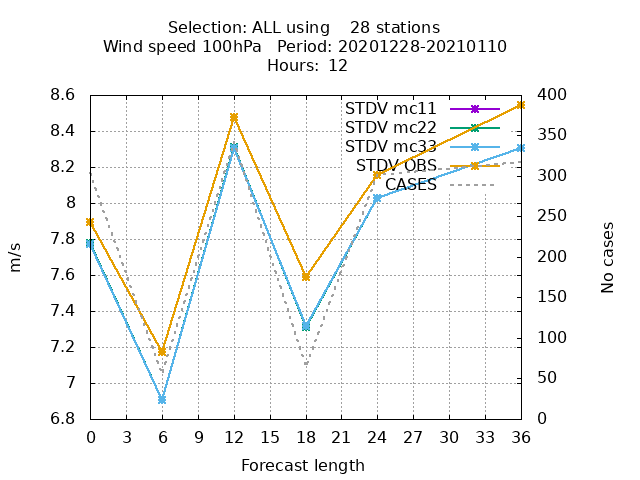 Selection: ALL using    28 stations
Wind speed 100hPa   Period: 20201228-20210110
Hours:  12
STDV mc11
STDV mc22
STDV mc33
STDV OBS
CASES
8.6
8.4
8.2
8
7.8
7.6
7.4
7.2
7
6.8
m/s
400
350
300
250
200
150
100
50
0
No cases
0 3 6 9 12 15 18 21 24 27 30 33 36
Forecast length